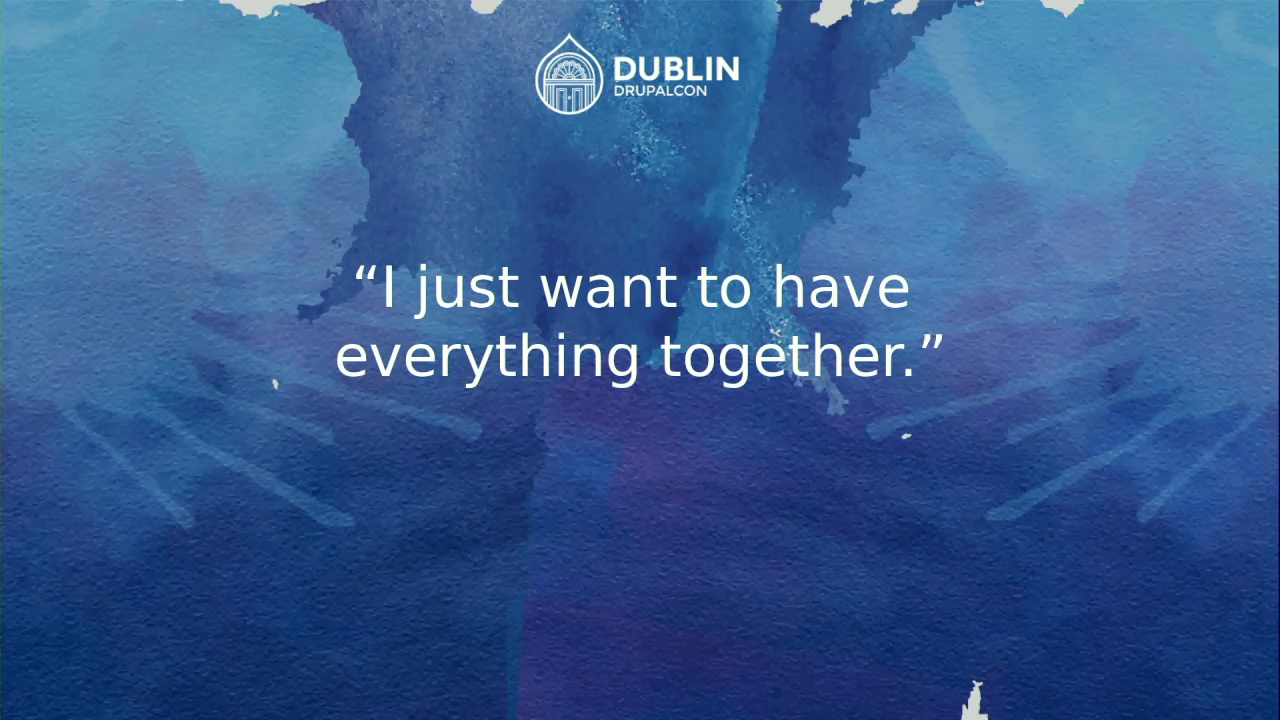 DUBLIN
DRUPALCON
“I just want to have
everything together.”